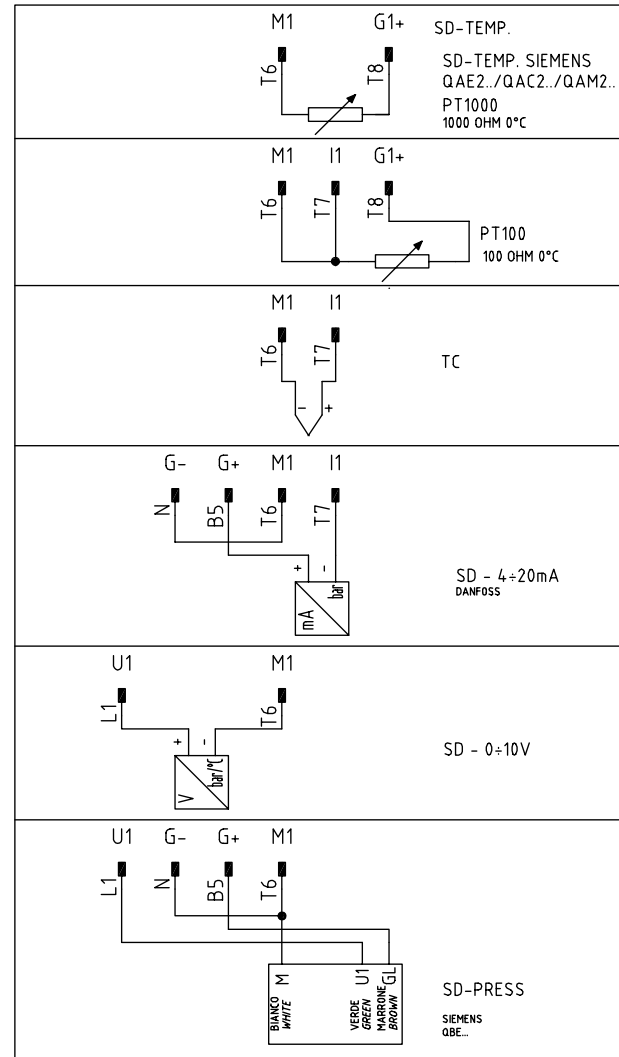 M1 G1+ SD-TEMP.
T6 T8
SD-TEMP. SIEMENS
QAE2../QAC2../QAM2..
PT1000
1000 OHM 0°C
M1 I1 G1+
T6 T7 T8
PT100
100 OHM 0°C
M1 I1
T6 T7
TC
- +
G- G+ M1 I1
N B5 T6 T7
+ -
mA bar
SD - 4÷20mA
DANFOSS
U1 M1
L1 T6
+ -
V bar/°C
SD - 0÷10V
U1 G- G+ M1
L1 N B5 T6
M U1 GL
BIANCO
WHITE
VERDE
GREEN
MARRONE
BROWN
SD-PRESS
SIEMENS
QBE...